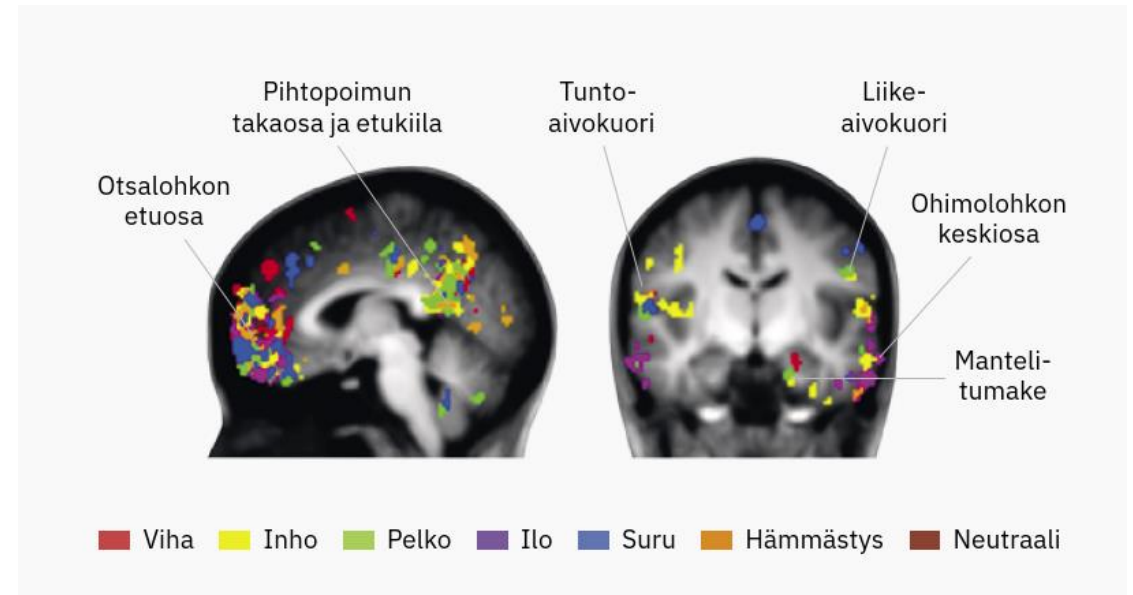 Pihtopoimun
takaosa ja etukiila
Tunto-
aivokuori
Liike-
aivokuori
Otsalohkon
etuosa
Ohimolohkon
keskiosa
Manteli-
tumake
Viha Inho Pelko Ilo Suru Hämmästys Neutraali